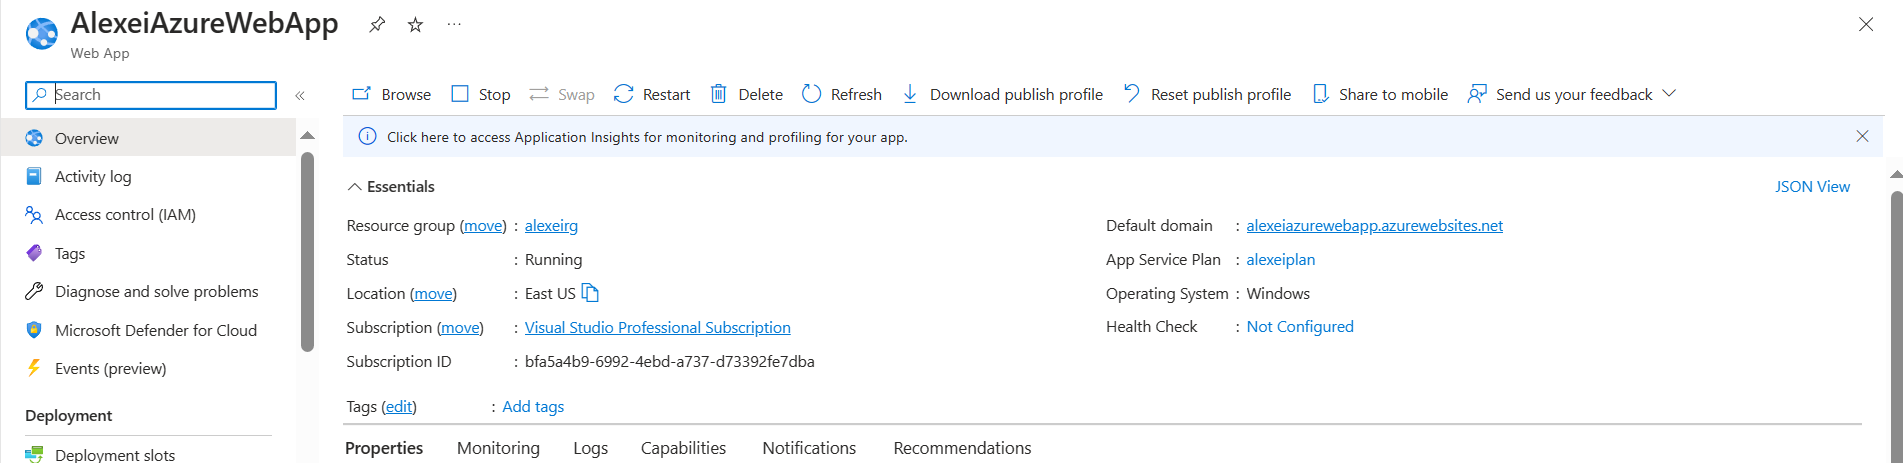 AlexeiAzureWebApp
Web App
Search
Browse Stop Swap Restart Delete Refresh Download publish profile Reset publish profile Share to mobile Send us your feedback
Click here to access Application Insights for monitoring and profiling for your app.
Overview
Activity log
Access control (IAM)
Tags
Diagnose and solve problems
Microsoft Defender for Cloud
Events (preview)
Deployment
Deployment slots
Essentials
JSON View
Resource group (move) : alexeirg
Status : Running
Location (move) : East US
Subscription (move) : Visual Studio Professional Subscription
Subscription ID : bfa5a4b9-6992-4ebd-a737-d73392fe7dba
Default domain : alexeiazurewebapp.azurewebsites.net
App Service Plan : alexeiplan
Operating System : Windows
Health Check : Not Configured
Tags (edit) : Add tags
Properties Monitoring Logs Capabilities Notifications Recommendations